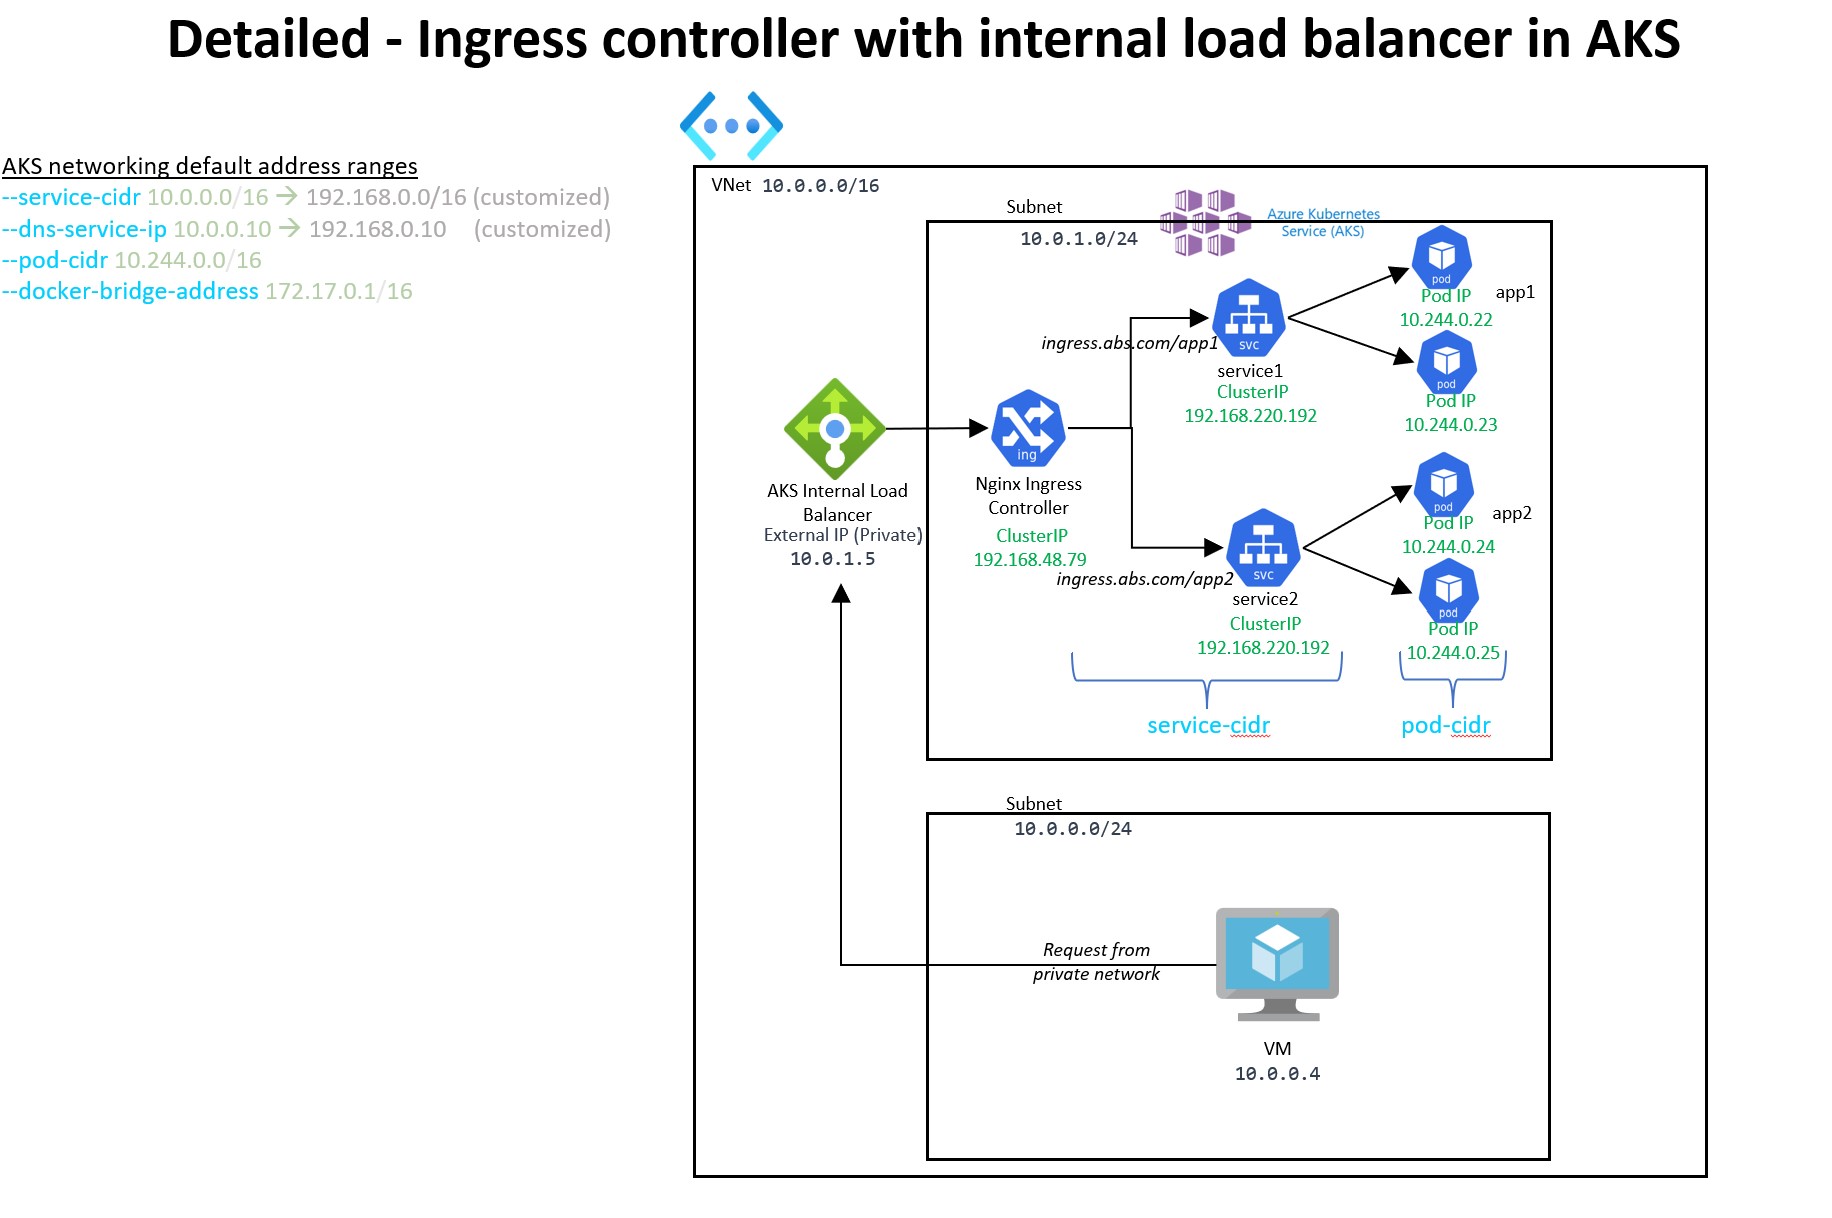 Detailed - Ingress controller with internal load balancer in AKS
AKS networking default address ranges
--service-cidr 10.0.0.0/16 → 192.168.0.0/16 (customized)
--dns-service-ip 10.0.0.10 → 192.168.0.10 (customized)
--pod-cidr 10.244.0.0/16
--docker-bridge-address 172.17.0.1/16
VNet 10.0.0.0/16
Subnet
10.0.1.0/24
Azure Kubernetes
Service (AKS)
pod
Pod IP
10.244.0.22
app1
pod
Pod IP
10.244.0.23
ingress.abs.com/app1
svc
service1
ClusterIP
192.168.220.192
AKS Internal Load
Balancer
External IP (Private)
10.0.1.5
ing
Nginx Ingress
Controller
ClusterIP
192.168.48.79
ingress.abs.com/app2
svc
service2
ClusterIP
192.168.220.192
pod
Pod IP
10.244.0.24
app2
pod
Pod IP
10.244.0.25
service-cidr
pod-cidr
Subnet
10.0.0.0/24
Request from
private network
VM
10.0.0.4